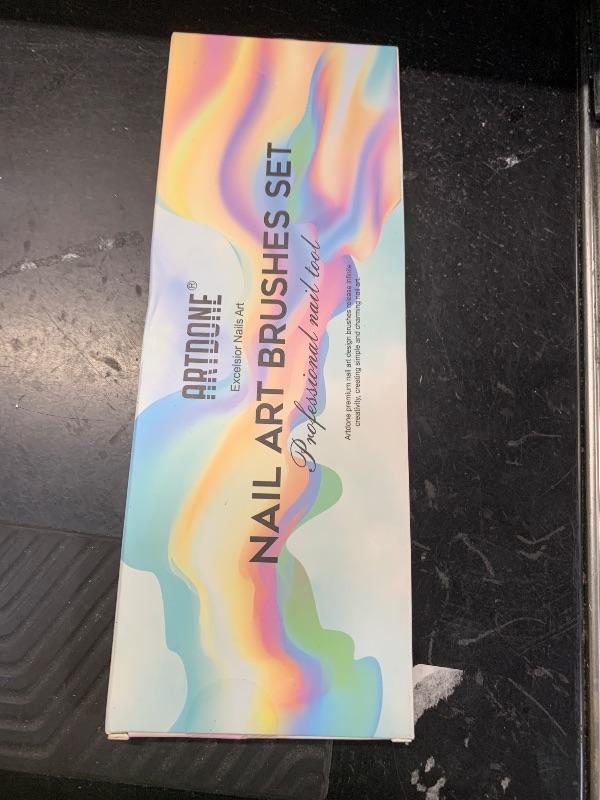 ARTDONE®
Excelsior Nails Art
NAIL ART BRUSHES SET
Professional nail tool
Artdone premium nail art design brushes release infinite
creativity, creating simple and charming nail art.